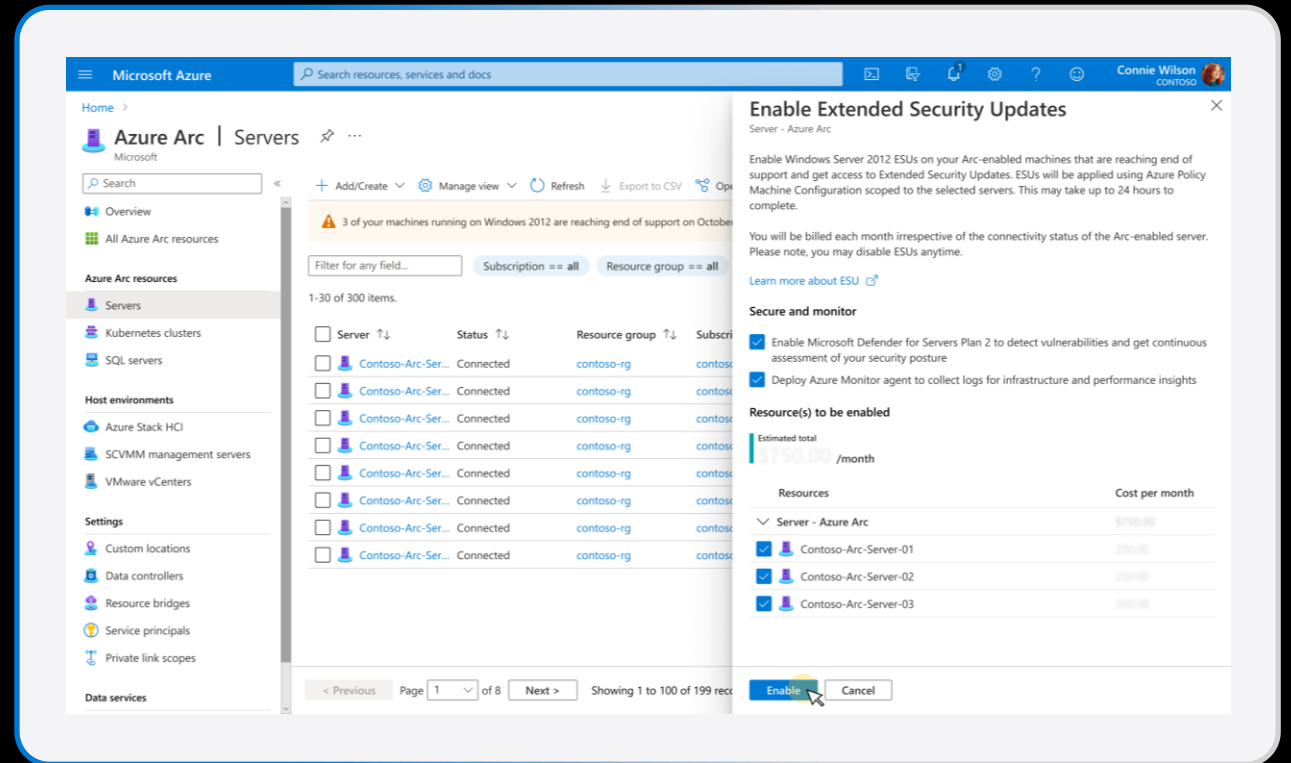 Microsoft Azure
Search resources, services and docs
1
Connie Wilson
CONTOSO
Home >
Azure Arc | Servers
Microsoft
Search
Overview
All Azure Arc resources
Azure Arc resources
Servers
Kubernetes clusters
SQL servers
Host environments
Azure Stack HCI
SCVMM management servers
VMware vCenters
Settings
Custom locations
Data controllers
Resource bridges
Service principals
Private link scopes
Data services
Add/Create Manage view Refresh Export to CSV Ope
3 of your machines running on Windows 2012 are reaching end of support on October
Filter for any field... Subscription == all Resource group == all
1-30 of 300 items.
Server Status Resource group Subscri
Contoso-Arc-Ser... Connected contoso-rg contoso
Contoso-Arc-Ser... Connected contoso-rg contoso
Contoso-Arc-Ser... Connected contoso-rg contoso
Contoso-Arc-Ser... Connected contoso-rg contoso
Contoso-Arc-Ser... Connected contoso-rg contoso
Contoso-Arc-Ser... Connected contoso-rg contoso
Contoso-Arc-Ser... Connected contoso-rg contoso
Contoso-Arc-Ser... Connected contoso-rg contoso
< Previous Page 1 of 8 Next > Showing 1 to 100 of 199 reco
Enable Extended Security Updates
Server - Azure Arc
Enable Windows Server 2012 ESUs on your Arc-enabled machines that are reaching end of
support and get access to Extended Security Updates. ESUs will be applied using Azure Policy
Machine Configuration scoped to the selected servers. This may take up to 24 hours to
complete.
You will be billed each month irrespective of the connectivity status of the Arc-enabled server.
Please note, you may disable ESUs anytime.
Learn more about ESU
Secure and monitor
Enable Microsoft Defender for Servers Plan 2 to detect vulnerabilities and get continuous
assessment of your security posture
Deploy Azure Monitor agent to collect logs for infrastructure and performance insights
Resource(s) to be enabled
Estimated total
$750.00 /month
Resources Cost per month
Server - Azure Arc
Contoso-Arc-Server-01
Contoso-Arc-Server-02
Contoso-Arc-Server-03
Enable Cancel